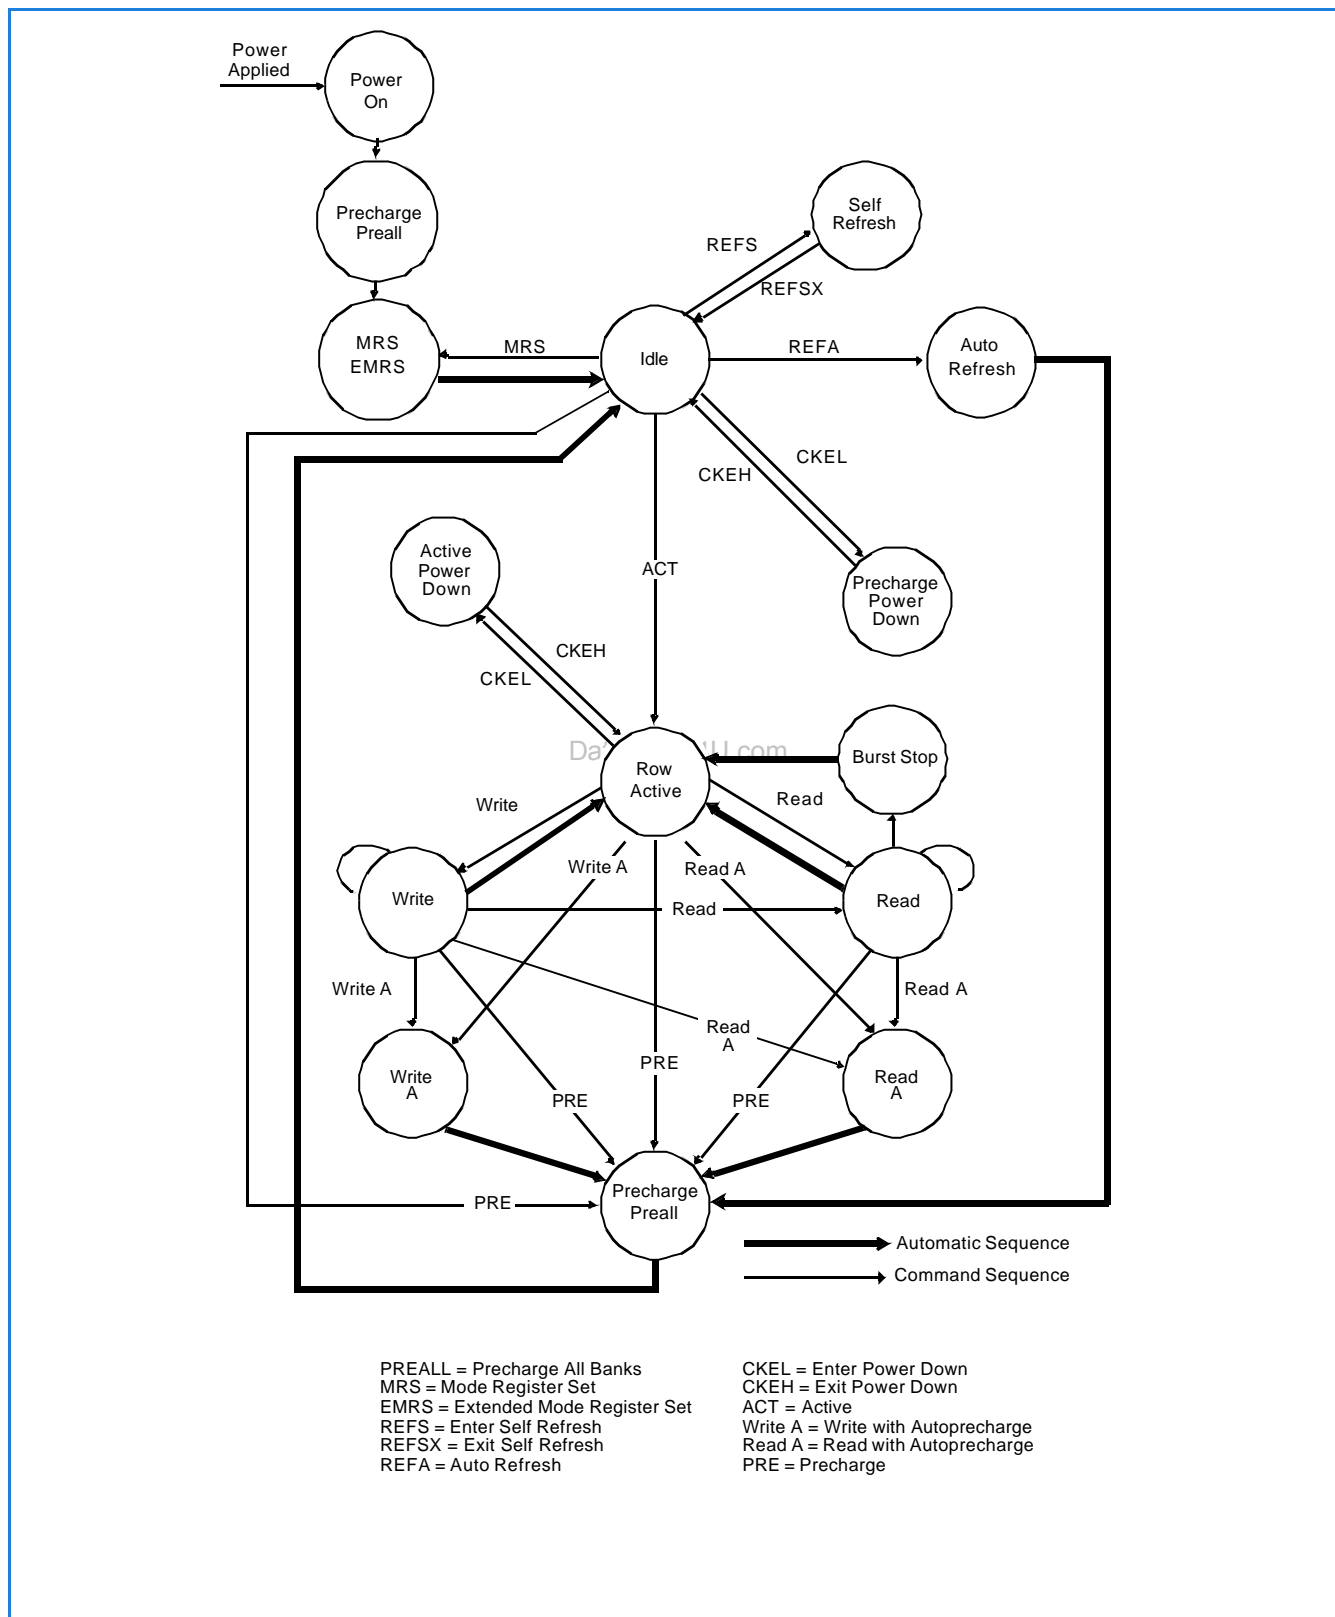 Power
Applied
Power
On
Precharge
Preall
Self
Refresh
REFS
REFSX
MRS
EMRS
MRS
Idle
REFA
Auto
Refresh
CKEL
CKEH
Active
Power
Down
ACT
Precharge
Power
Down
CKEH
CKEL
Burst Stop
Row
Active
Write
Read
Write A
Read A
Write
Read
Read
Write A
Read A
Read
A
PRE
Write
A
Read
A
PRE
PRE
Precharge
Preall
PRE
Automatic Sequence
Command Sequence
PREALL = Precharge All Banks
MRS = Mode Register Set
EMRS = Extended Mode Register Set
REFS = Enter Self Refresh
REFSX = Exit Self Refresh
REFA = Auto Refresh
CKEL = Enter Power Down
CKEH = Exit Power Down
ACT = Active
Write A = Write with Autoprecharge
Read A = Read with Autoprecharge
PRE = Precharge